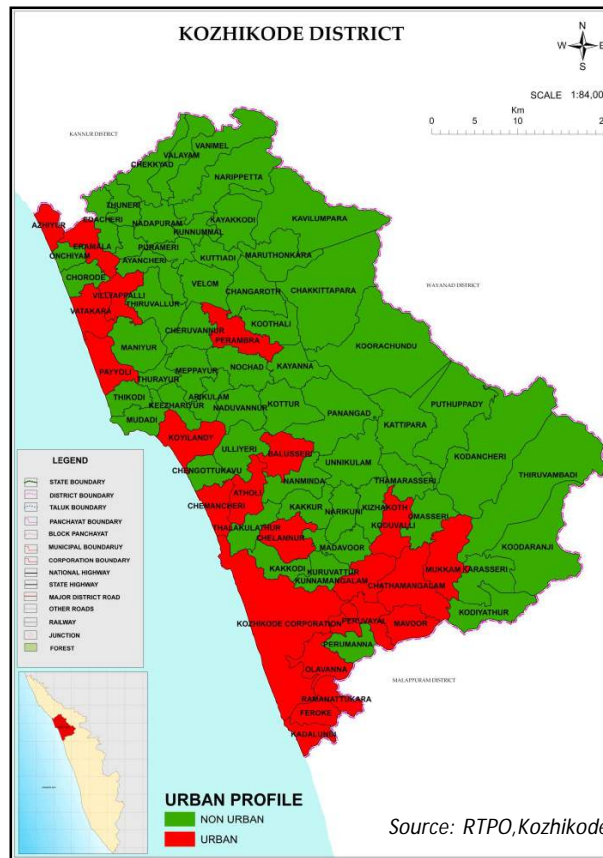 KOZHIKODE DISTRICT
N
W
E
S
SCALE 1:84,00
Km
0 5 10 2
KANNUR DISTRICT
VANIMEL
VALAYAM
CHEKKYAD
NARIPPETTA
THUNERI
AZHIYUR
EDACHERI
NADAPURAM
KAYAKKODI
KAVILUMPARA
KUNNUMMAL
ERAMALA
PURAMERI
ONCHIYAM
AYANCHERI
KUTTIADI
MARUTHONKARA
CHORODE
VELOM
WAYANAD DISTRICT
VILLYAPPALLI
CHANGAROTH
CHAKKITTAPARA
VATAKARA
THIRUVALLUR
CHERUVANNUR
KOOTHALI
PERAMBRA
KOORACHUNDU
MANIYUR
NOCHAD
KAYANNA
PAYYOLI
MEPPAYUR
THURAYUR
THIKODI
ARIKULAM
KEEZHARIYUR
NADUVANNUR
KOTTUR
PANANGAD
PUTHUPPADY
MUDADI
KATTIPARA
KOYILANDY
ULLIYERI
BALUSSERI
KODANCHERI
CHENGOTTUKAVU
UNNIKULAM
THIRUVAMBADI
NANMINDA
THAMARASSERI
ATHOLI
CHEMANCHERI
KAKKUR
NARIKUNI
KIZHAKOTH
OMASSERI
THALAKULATHUR
KODUVALLI
CHELANNUR
MADAVOOR
KOODARANJI
KAKKODI
KURUVATTUR
MUKKAM
KARASSERI
KUNNAMANGALAM
CHATHAMANGALAM
KODIYATHUR
KOZHIKODE CORPORATION
PERUVAYAL
MAVOOR
PERUMANNA
OLAVANNA
MALAPPURAM DISTRICT
RAMANATTUKARA
FEROKE
KADALUNDI
LEGEND
STATE BOUNDARY
DISTRICT BOUNDARY
TALUK BOUNDARY
PANCHAYAT BOUNDARY
BLOCK PANCHAYAT
MUNICIPAL BOUNDARUY
CORPORATION BOUNDARY
NATIONAL HIGHWAY
STATE HIGHWAY
MAJOR DISTRICT ROAD
OTHER ROADS
RAILWAY
JUNCTION
FOREST
URBAN PROFILE
NON URBAN
URBAN
Source: RTPO,Kozhikode